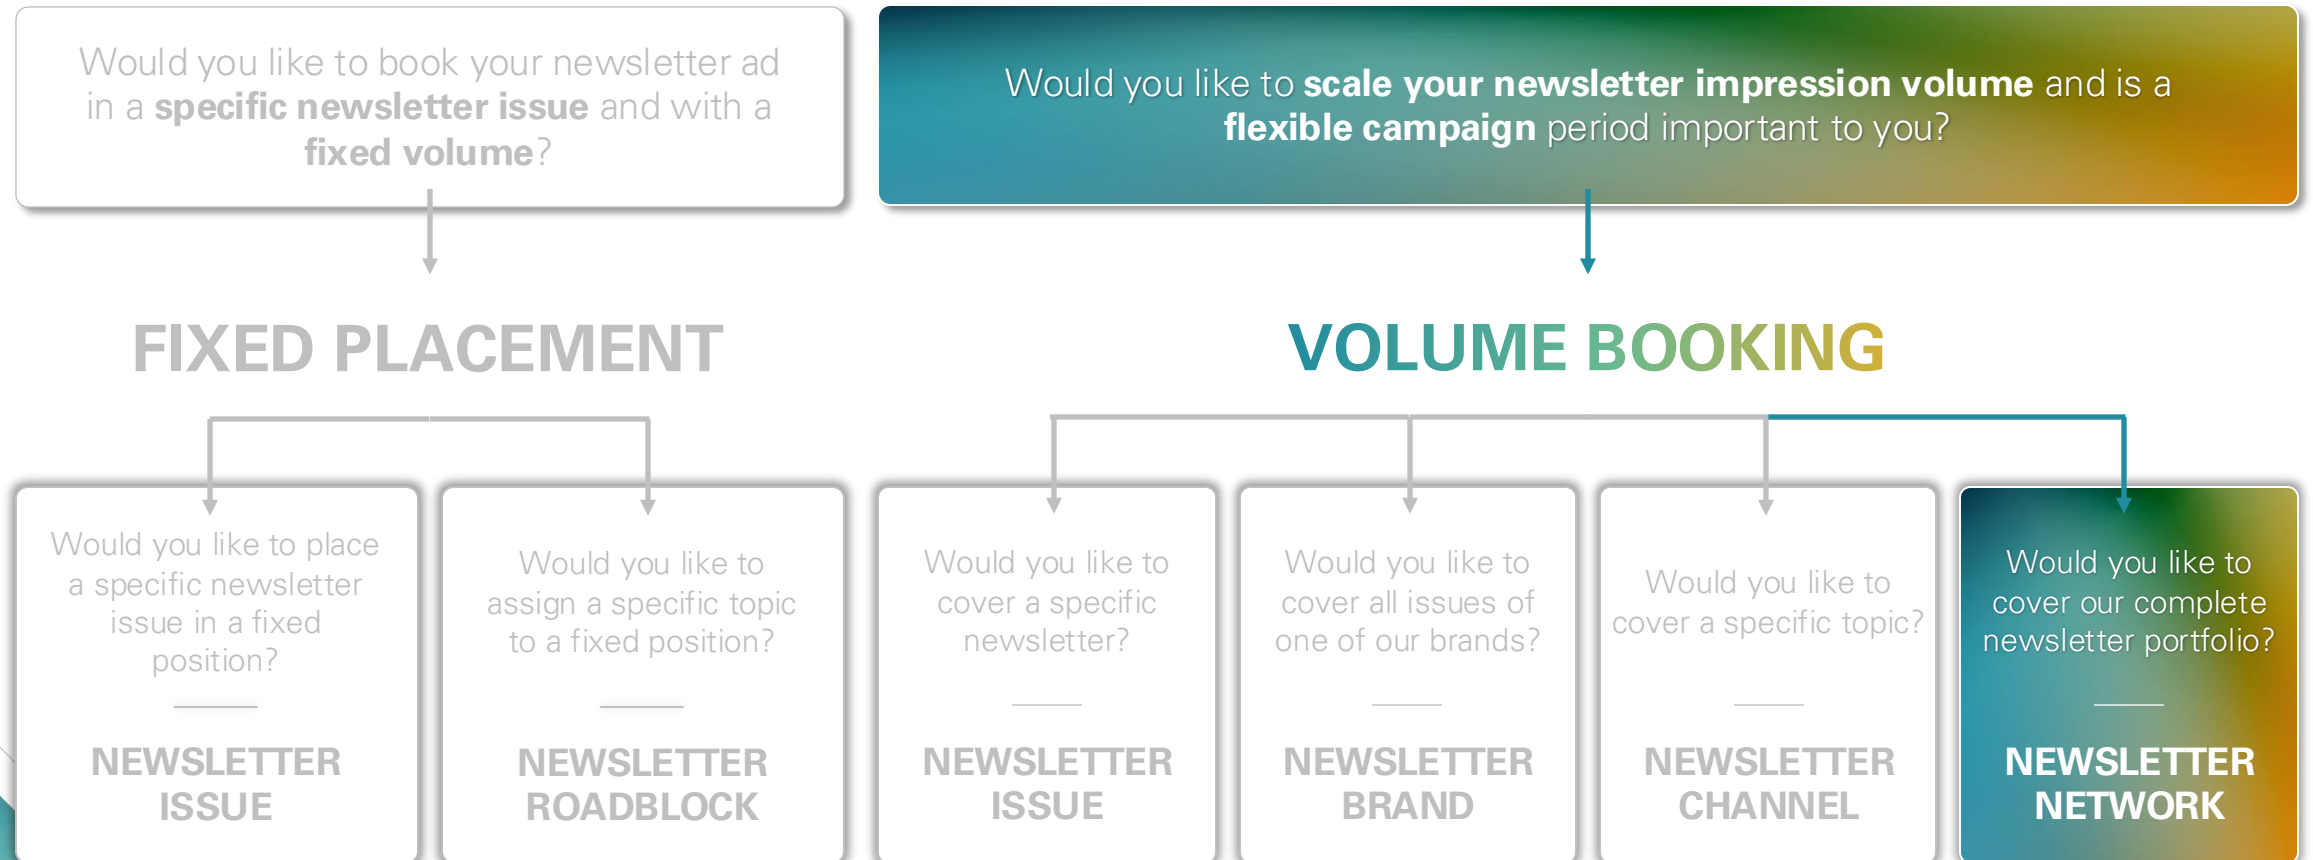 Would you like to book your newsletter ad
in a specific newsletter issue and with a
fixed volume?
Would you like to scale your newsletter impression volume and is a
flexible campaign period important to you?
FIXED PLACEMENT
VOLUME BOOKING
Would you like to place
a specific newsletter
issue in a fixed
position?
NEWSLETTER
ISSUE
Would you like to
assign a specific topic
to a fixed position?
NEWSLETTER
ROADBLOCK
Would you like to
cover a specific
newsletter?
NEWSLETTER
ISSUE
Would you like to
cover all issues of
one of our brands?
NEWSLETTER
BRAND
Would you like to
cover a specific topic?
NEWSLETTER
CHANNEL
Would you like to
cover our complete
newsletter portfolio?
NEWSLETTER
NETWORK